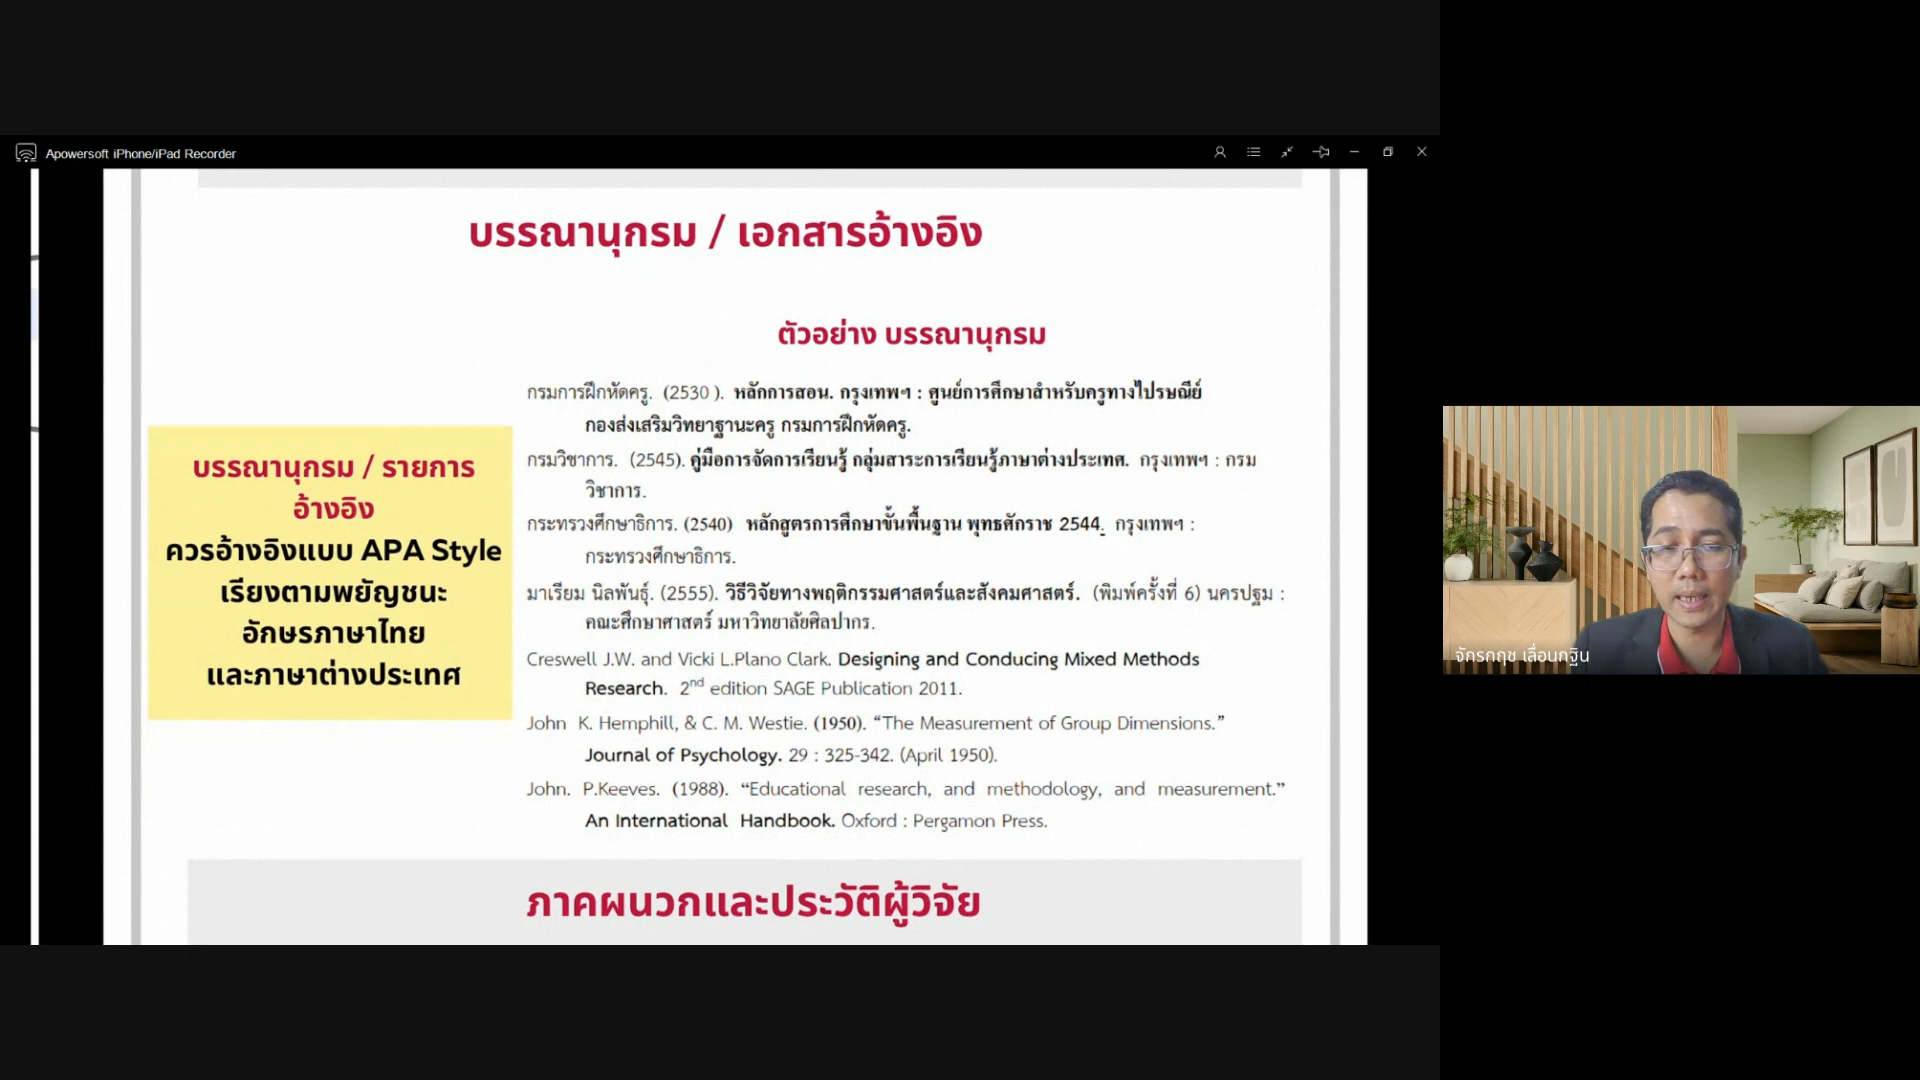 Apowersoft iPhone/iPad Recorder
บรรณานุกรม / เอกสารอ้างอิง
ตัวอย่าง บรรณานุกรม
กรมการฝึกหัดครู. (2530 ). หลักการสอน. กรุงเทพฯ : ศูนย์การศึกษาสำหรับครูทางไปรษณีย์
กองส่งเสริมวิทยาฐานะครู กรมการฝึกหัดครู.
กรมวิชาการ. (2545). คู่มือการจัดการเรียนรู้ กลุ่มสาระการเรียนรู้ภาษาต่างประเทศ. กรุงเทพฯ : กรม
วิชาการ.
กระทรวงศึกษาธิการ. (2540) หลักสูตรการศึกษาขั้นพื้นฐาน พุทธศักราช 2544. กรุงเทพฯ :
กระทรวงศึกษาธิการ.
มาเรียม นิลพันธุ์. (2555). วิธีวิจัยทางพฤติกรรมศาสตร์และสังคมศาสตร์. (พิมพ์ครั้งที่ 6) นครปฐม :
คณะศึกษาศาสตร์ มหาวิทยาลัยศิลปากร.
Creswell J.W. and Vicki L.Plano Clark. Designing and Conducing Mixed Methods
Research. 2nd edition SAGE Publication 2011.
John K. Hemphill, & C. M. Westie. (1950). “The Measurement of Group Dimensions.”
Journal of Psychology. 29 : 325-342. (April 1950).
John. P.Keeves. (1988). “Educational research, and methodology, and measurement.”
An International Handbook. Oxford : Pergamon Press.
บรรณานุกรม / รายการ
อ้างอิง
ควรอ้างอิงแบบ APA Style
เรียงตามพยัญชนะ
อักษรภาษาไทย
และภาษาต่างประเทศ
ภาคผนวกและประวัติผู้วิจัย
จักรกฤช เลื่อนกฐิน